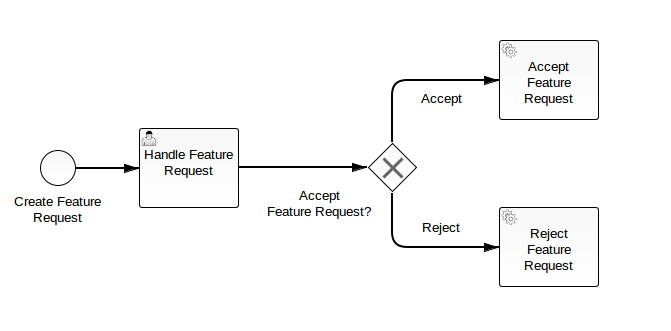 Create Feature
Request
Handle Feature
Request
Accept
Feature Request?
Accept
Accept
Feature
Request
Reject
Reject
Feature
Request